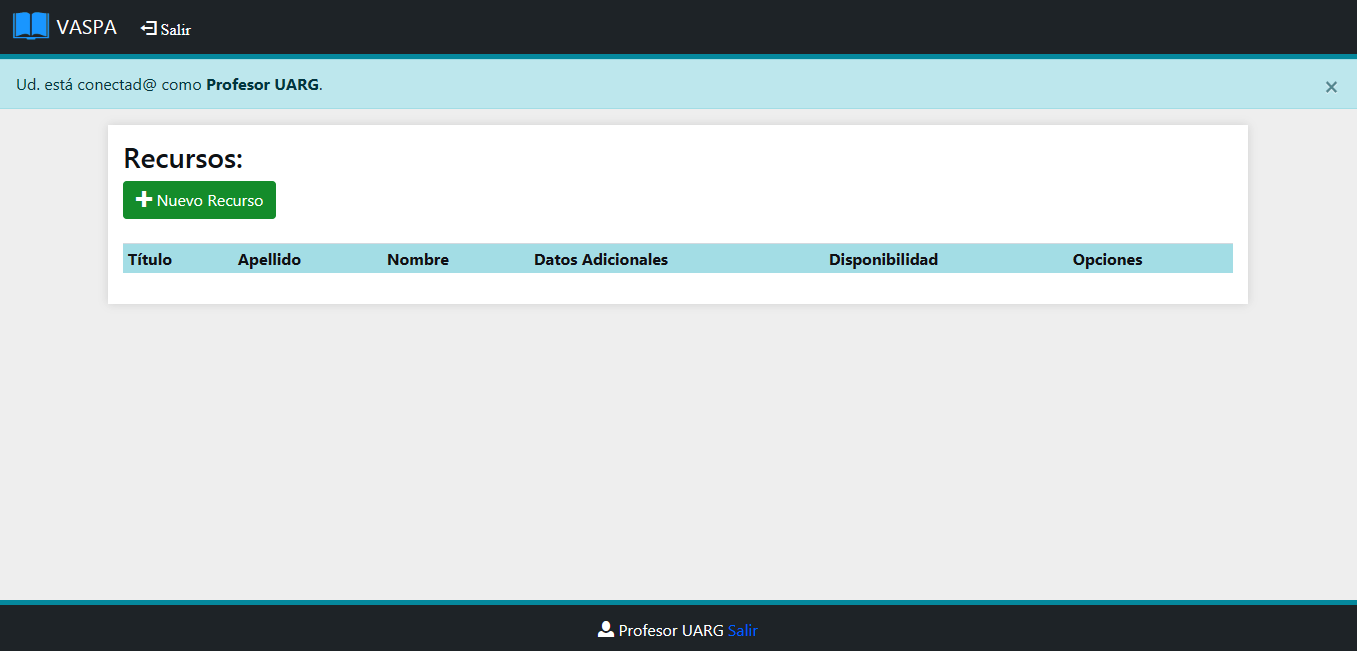 VASPA Salir
Ud. está conectad@ como Profesor UARG.
×
Recursos:
Nuevo Recurso
Título Apellido Nombre Datos Adicionales Disponibilidad Opciones
Profesor UARG Salir